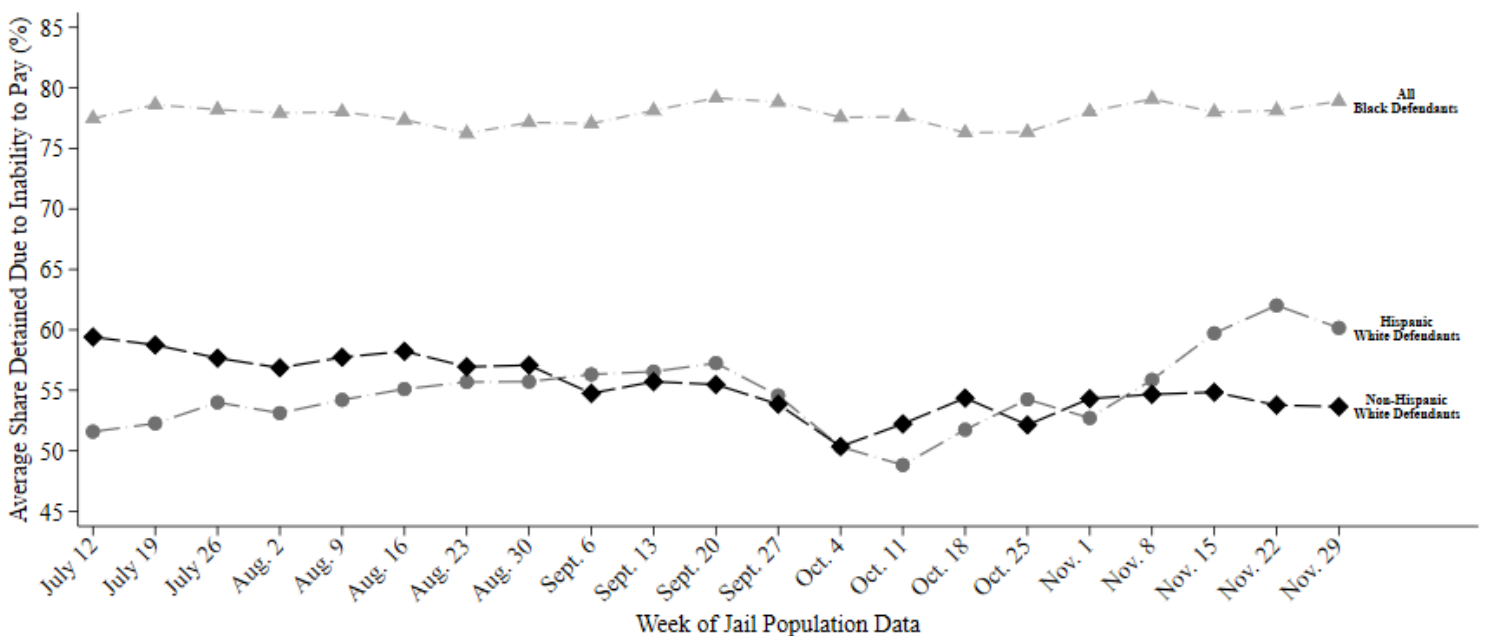 Average Share Detained Due to Inability to Pay (%)
85
80
75
70
65
60
55
50
45
All
Black Defendants
Hispanic
White Defendants
Non-Hispanic
White Defendants
July 12
July 19
July 26
Aug. 2
Aug. 9
Aug. 16
Aug. 23
Aug. 30
Sept. 6
Sept. 13
Sept. 20
Sept. 27
Oct. 4
Oct. 11
Oct. 18
Oct. 25
Nov. 1
Nov. 8
Nov. 15
Nov. 22
Nov. 29
Week of Jail Population Data